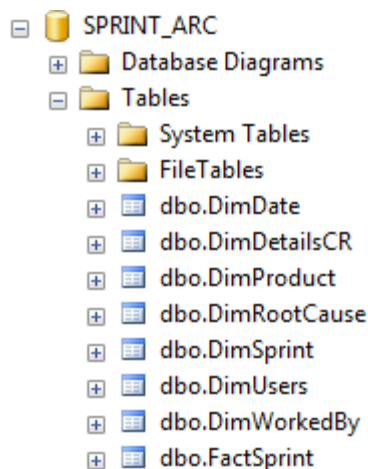 SPRINT_ARC
Database Diagrams
Tables
System Tables
FileTables
dbo.DimDate
dbo.DimDetailsCR
dbo.DimProduct
dbo.DimRootCause
dbo.DimSprint
dbo.DimUsers
dbo.DimWorkedBy
dbo.FactSprint